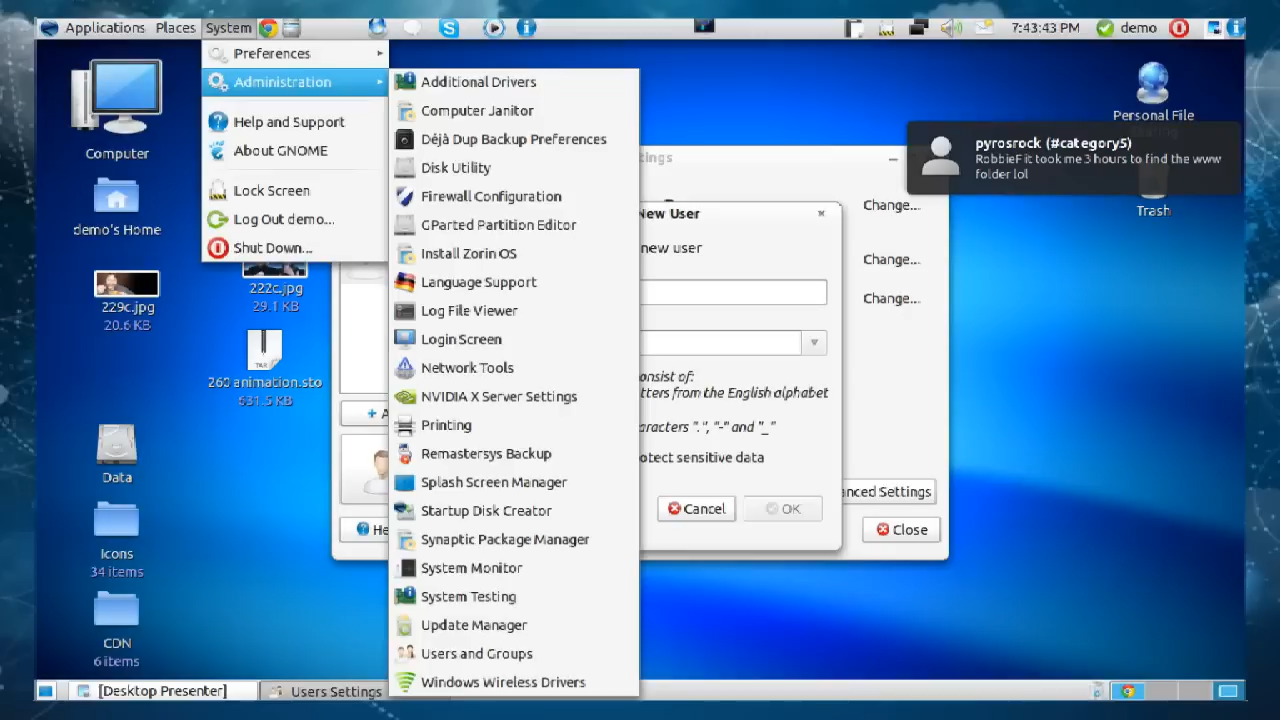 Applications Places System 7:43:43 PM demo
Preferences
Administration
Help and Support
About GNOME
Lock Screen
Log Out demo...
Shut Down...
Additional Drivers
Computer Janitor
Déjà Dup Backup Preferences
Disk Utility
Firewall Configuration
GParted Partition Editor
Install Zorin OS
Language Support
Log File Viewer
Login Screen
Network Tools
NVIDIA X Server Settings
Printing
Remastersys Backup
Splash Screen Manager
Startup Disk Creator
Synaptic Package Manager
System Monitor
System Testing
Update Manager
Users and Groups
Windows Wireless Drivers
Computer
demo's Home
229c.jpg
20.6 KB
222c.jpg
29.1 KB
TAR
260 animation.sto
631.5 KB
Data
Icons
34 items
CDN
6 items
tings
New User
new user
onsist of:
tters from the English alphabet
aracters ".", "-" and "_"
otect sensitive data
Cancel
OK
Change...
Change...
Change...
anced Settings
He
Close
Personal File
Trash
pyrosrock (#category5)
RobbieF it took me 3 hours to find the www
folder lol
[Desktop Presenter] Users Settings